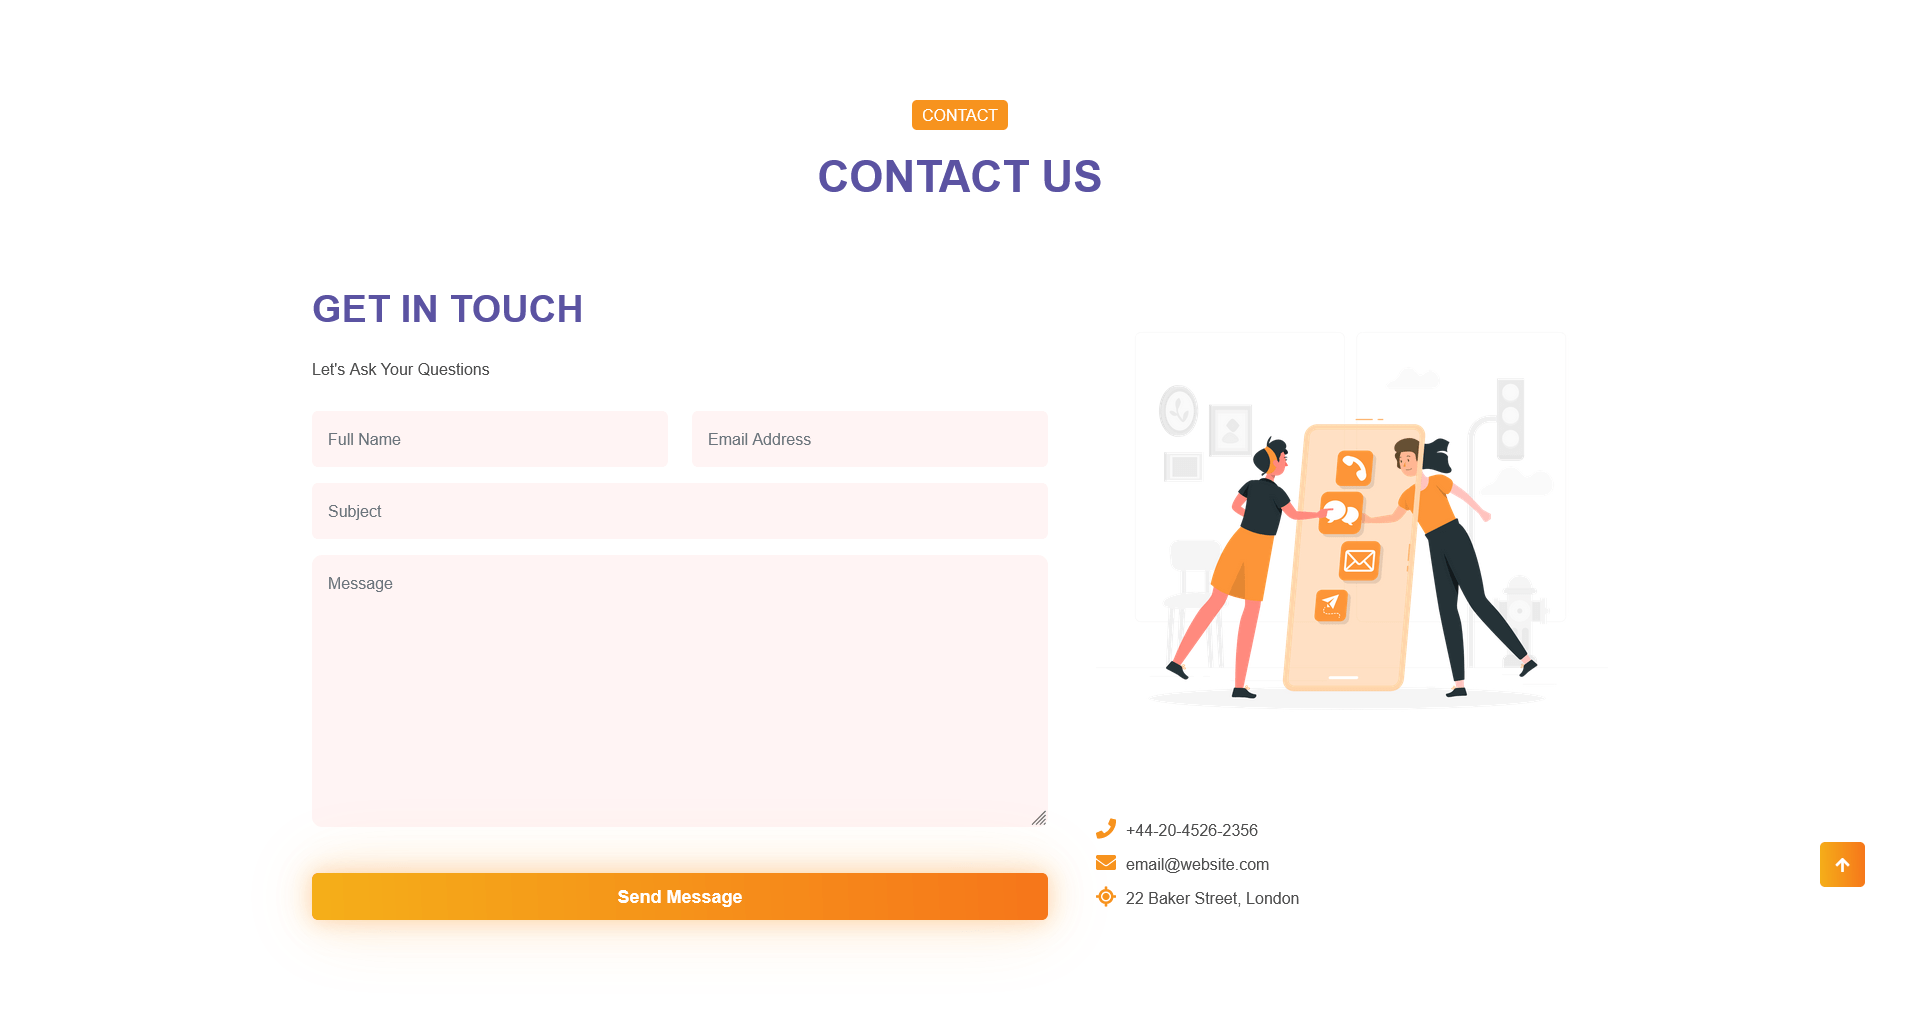 CONTACT
CONTACT US
GET IN TOUCH
Let's Ask Your Questions
Full Name
Email Address
Subject
Message
Send Message
+44-20-4526-2356
email@website.com
22 Baker Street, London